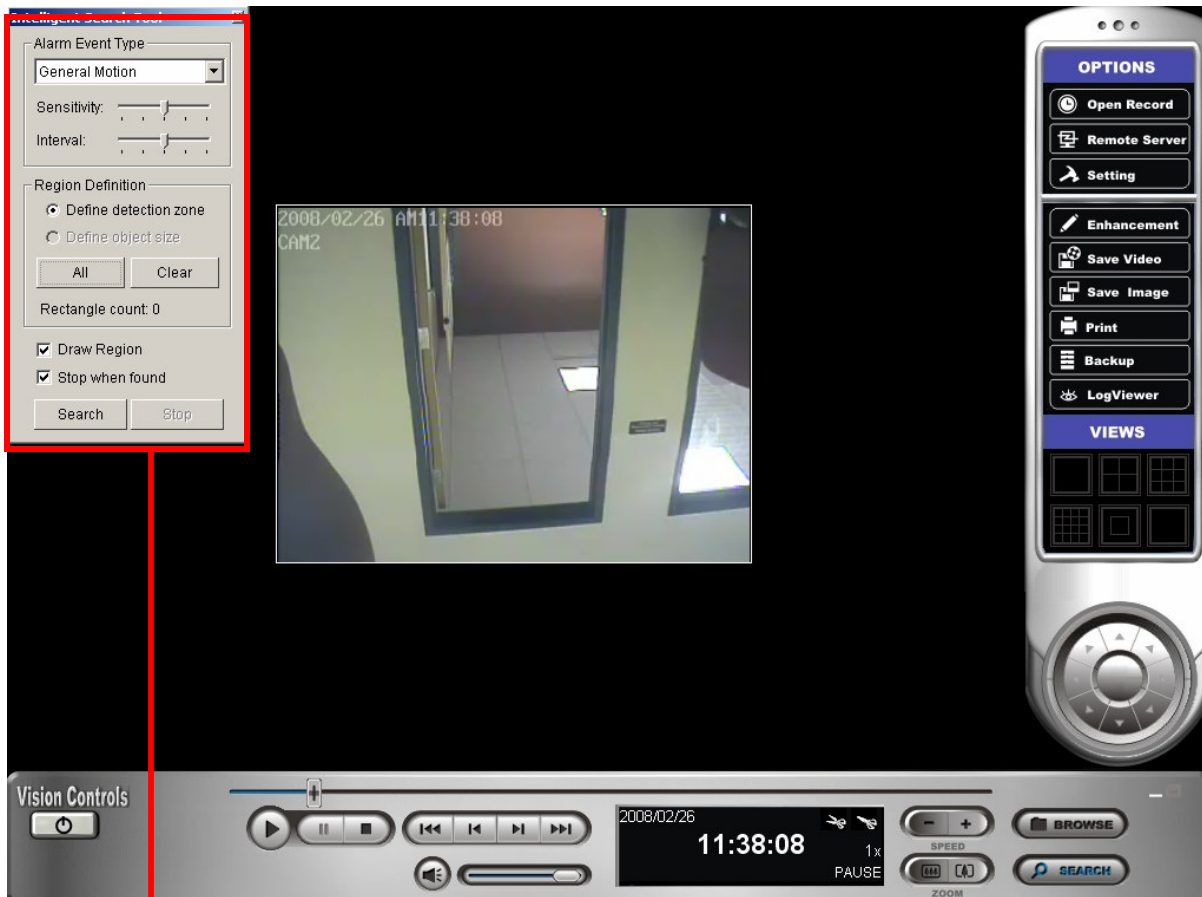 Intelligent Search Tool
Alarm Event Type
General Motion
Sensitivity:
Interval:
Region Definition
Define detection zone
Define object size
All
Clear
Rectangle count: 0
Draw Region
Stop when found
Search
Stop
2008/02/26 AM11:38:08
CAM2
OPTIONS
Open Record
Remote Server
Setting
Enhancement
Save Video
Save Image
Print
Backup
LogViewer
VIEWS
Vision Controls
2008/02/26
11:38:08
1x
PAUSE
SPEED
ZOOM
BROWSE
SEARCH